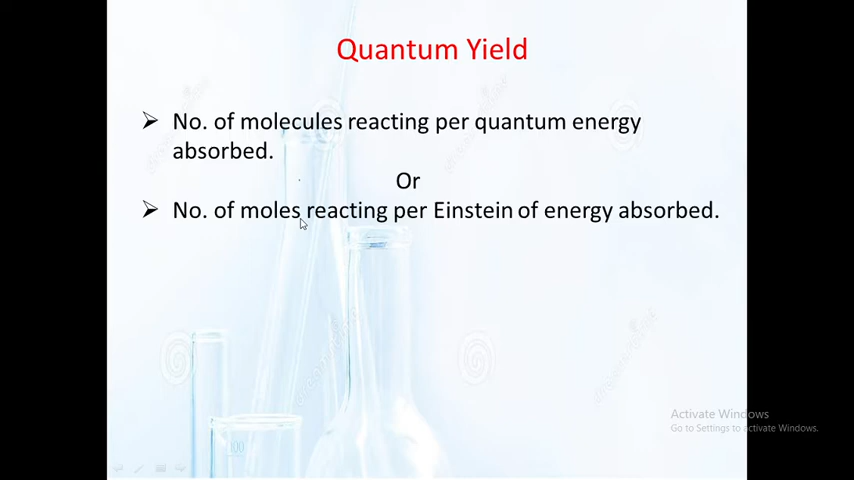 Quantum Yield
➢ No. of molecules reacting per quantum energy
absorbed.
Or
➢ No. of moles reacting per Einstein of energy absorbed.
100
Activate Windows
Go to Settings to activate Windows.